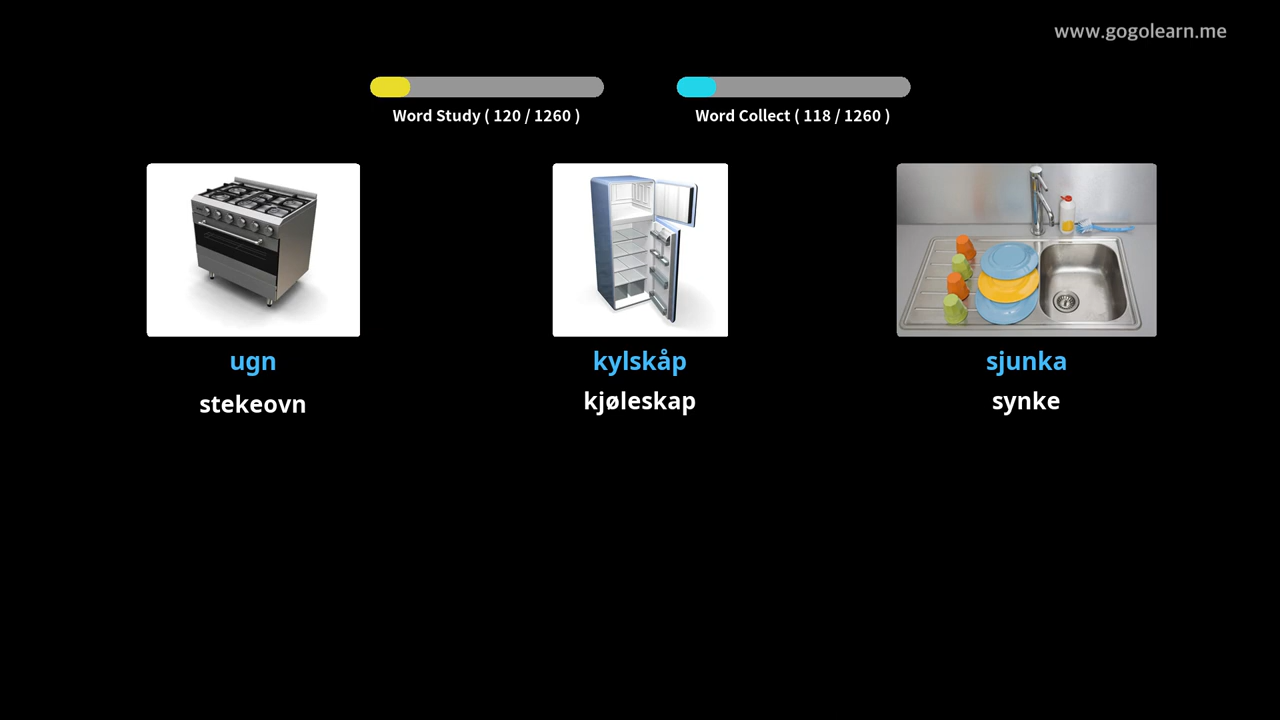 www.gogolearn.me
Word Study ( 120 / 1260 )
Word Collect ( 118 / 1260 )
ugn
kylskåp
sjunka
stekeovn
kjøleskap
synke